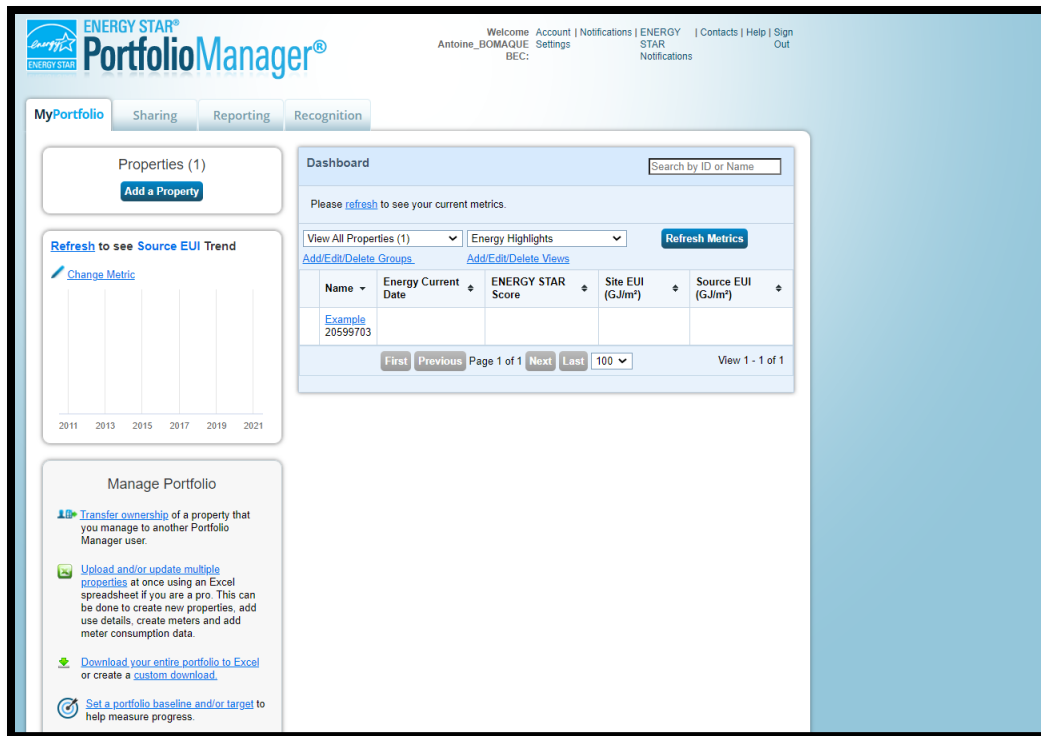 ENERGY STAR®
PortfolioManager®
energy
ENERGY STAR
Welcome Antoine_BOMAQUE BEC:
Account Settings | Notifications | ENERGY STAR Notifications | Contacts | Help | Sign Out
MyPortfolio Sharing Reporting Recognition
Properties (1)
Add a Property
Refresh to see Source EUI Trend
Change Metric
2011 2013 2015 2017 2019 2021
Manage Portfolio
Transfer ownership of a property that
you manage to another Portfolio
Manager user.
Upload and/or update multiple
properties at once using an Excel
spreadsheet if you are a pro. This can
be done to create new properties, add
use details, create meters and add
meter consumption data.
Download your entire portfolio to Excel
or create a custom download.
Set a portfolio baseline and/or target to
help measure progress.
Dashboard
Search by ID or Name
Please refresh to see your current metrics.
View All Properties (1) Energy Highlights Refresh Metrics
Add/Edit/Delete Groups Add/Edit/Delete Views
Name Energy Current Date ENERGY STAR Score Site EUI (GJ/m²) Source EUI (GJ/m²)
Example
20599703
First Previous Page 1 of 1 Next Last 100 View 1 - 1 of 1